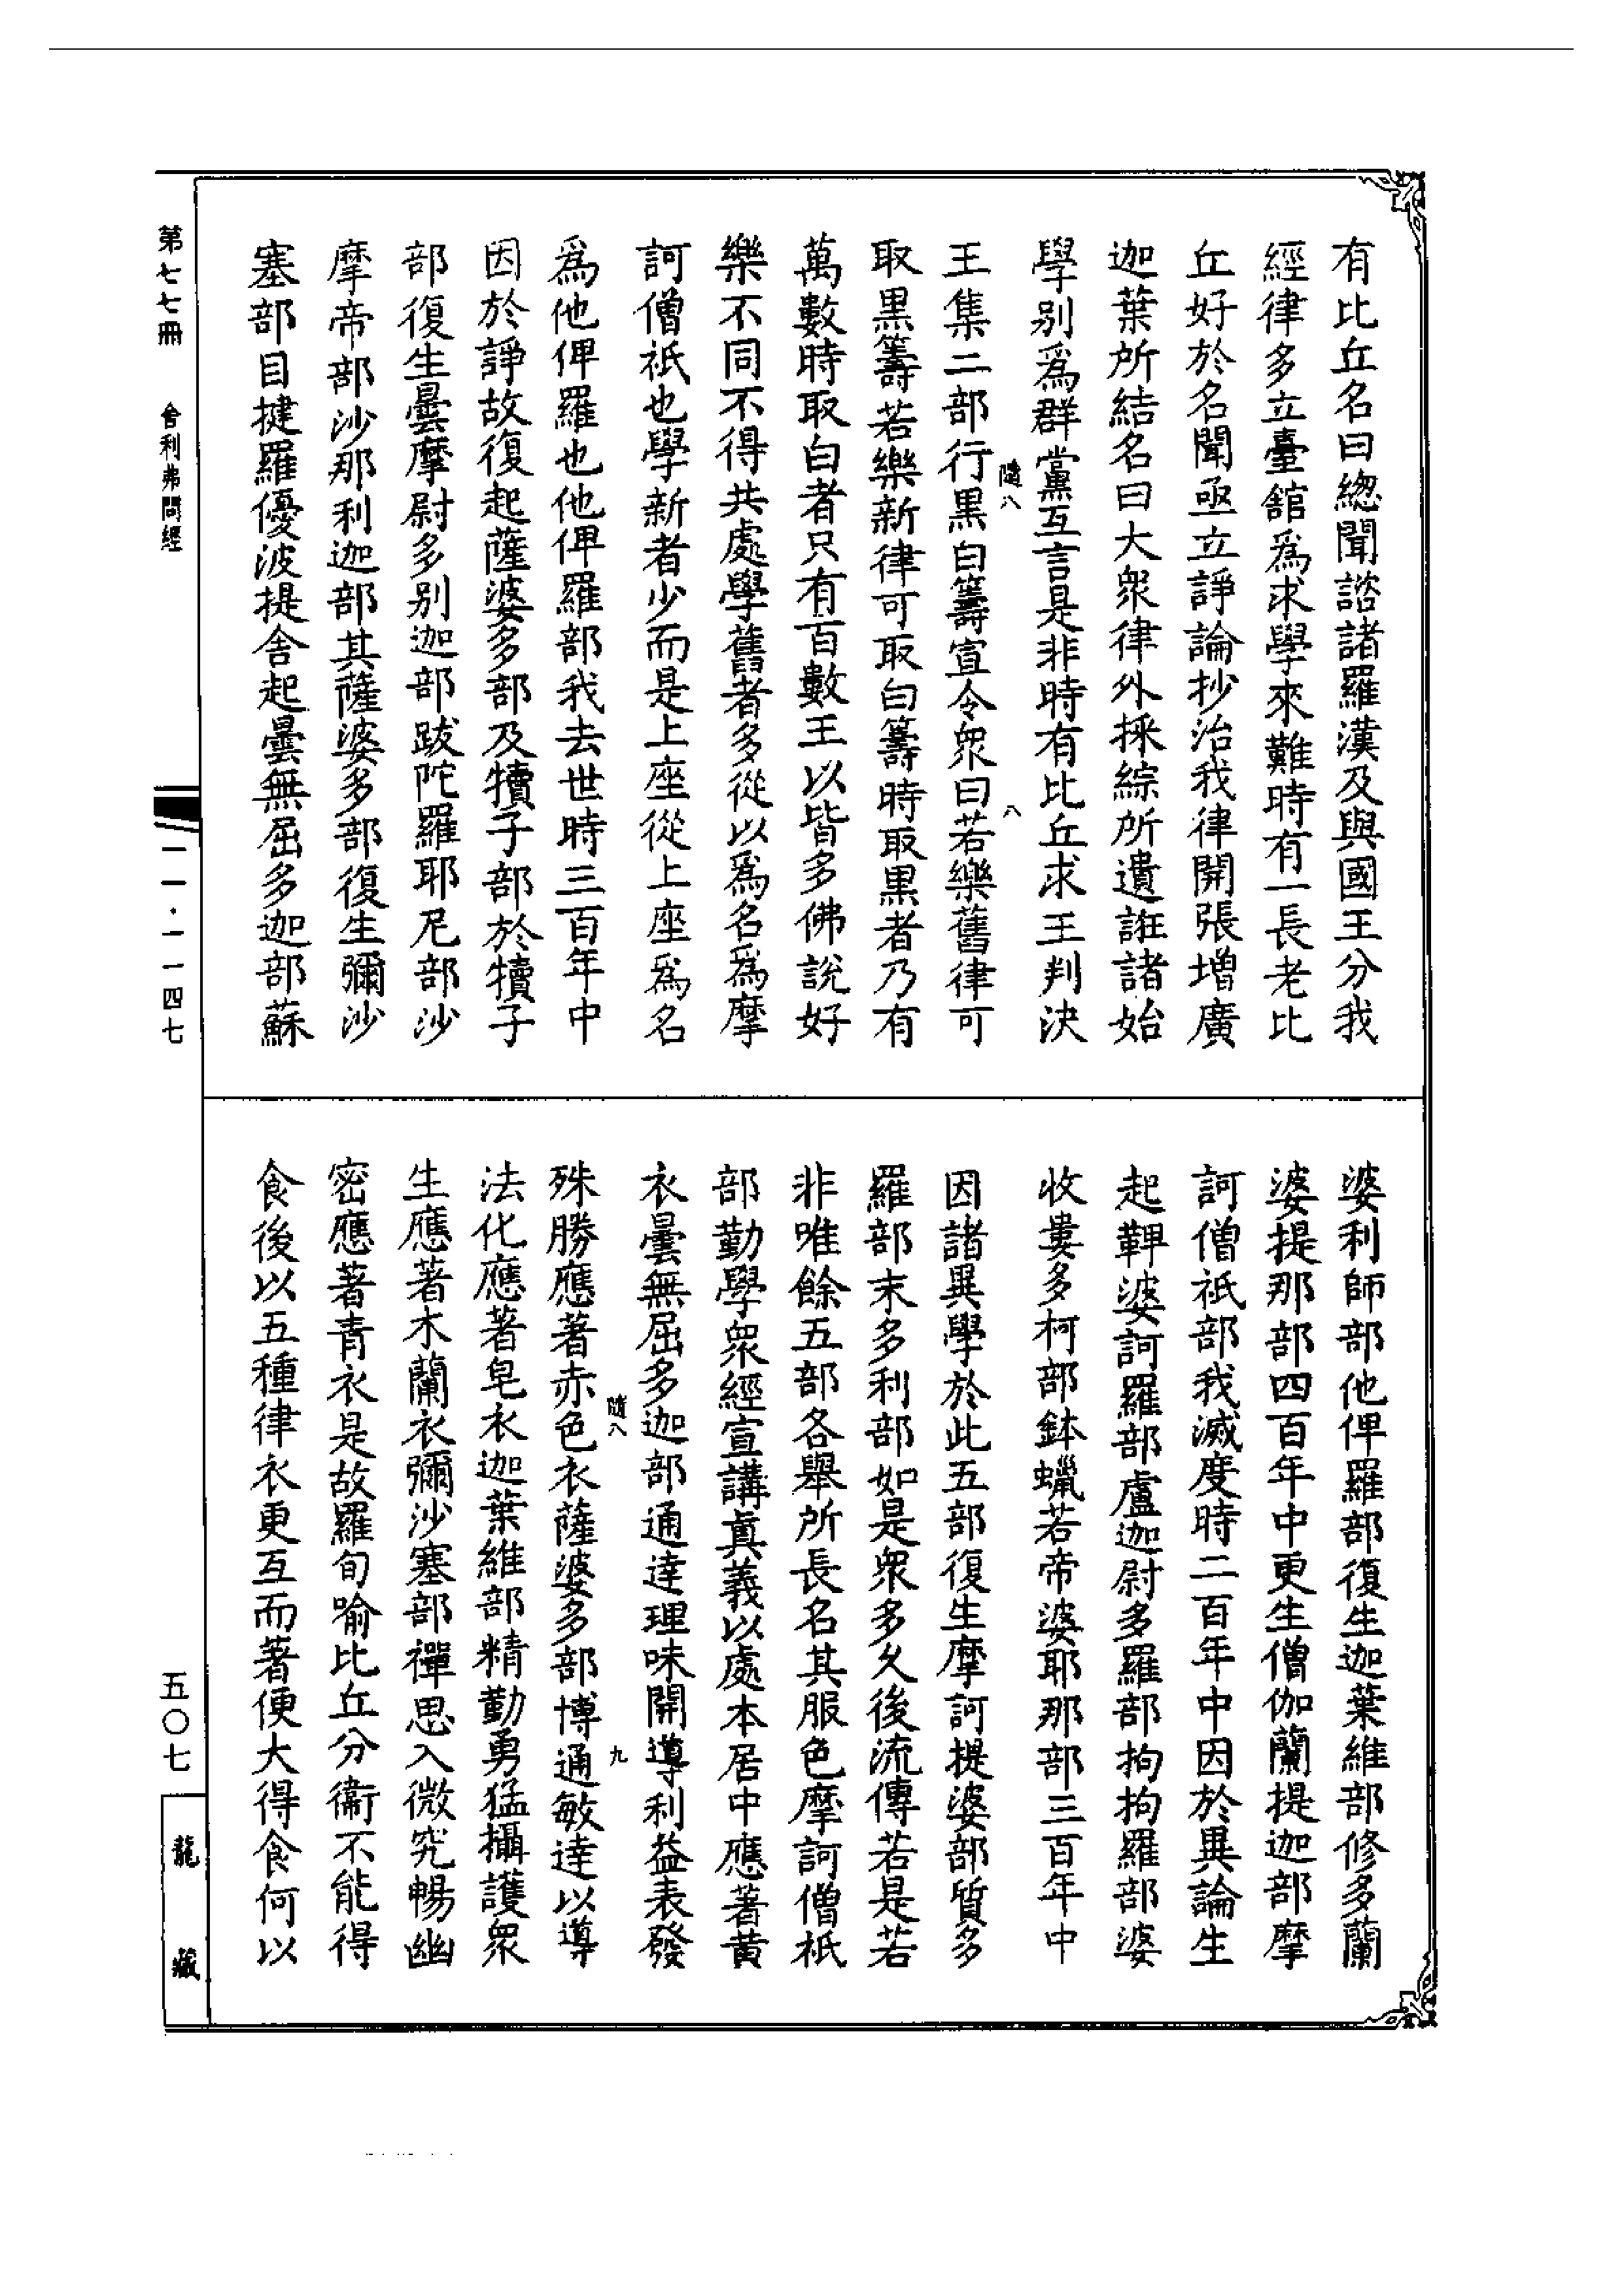 有比丘名曰總聞諮諸羅漢及與國王分我
經律多立臺館爲求學來難時有一長老比
丘好於名聞亟立諍論抄治我律開張增廣
迦葉所結名曰大眾律外採綜所遺誑諸始
學別爲群黨互言是非時有比丘求王判決
隨八
八
王集二部行黑白籌宣令眾曰若樂舊律可
取黑籌若樂新律可取白籌時取黑者乃有
萬數時取白者只有百數王以皆多佛說好
樂不同不得共處學舊者多從以爲名爲摩
訶僧祇也學新者少而是上座從上座爲名
爲他俾羅也他俾羅部我去世時三百年中
因於諍故復起薩婆多部及犢子部於犢子
部復生曇摩尉多別迦部跋陀羅耶尼部沙
摩帝部沙那利迦部其薩婆多部復生彌沙
塞部目揵羅優波提舍起曇無屈多迦部蘇
婆利師部他俾羅部復生迦葉維部修多蘭
婆提那部四百年中更生僧伽蘭提迦部摩
訶僧祇部我滅度時二百年中因於異論生
起鞞婆訶羅部盧迦尉多羅部拘拘羅部婆
收婁多柯部鉢蠟若帝婆耶那部三百年中
因諸異學於此五部復生摩訶提婆部質多
羅部末多利部如是眾多久後流傳若是若
非唯餘五部各舉所長名其服色摩訶僧祇
部勤學眾經宣講眞義以處本居中應著黃
衣曇無屈多迦部通達理味開導利益表發
隨八
九
殊勝應著赤色衣薩婆多部博通敏達以導
法化應著皂衣迦葉維部精勤勇猛攝護眾
生應著木蘭衣彌沙塞部禪思入微究暢幽
密應著青衣是故羅旬喻比丘分衞不能得
食後以五種律衣更互而著便大得食何以
第七七冊
舍利弗問經
一一·一一四七
五〇七
龍藏